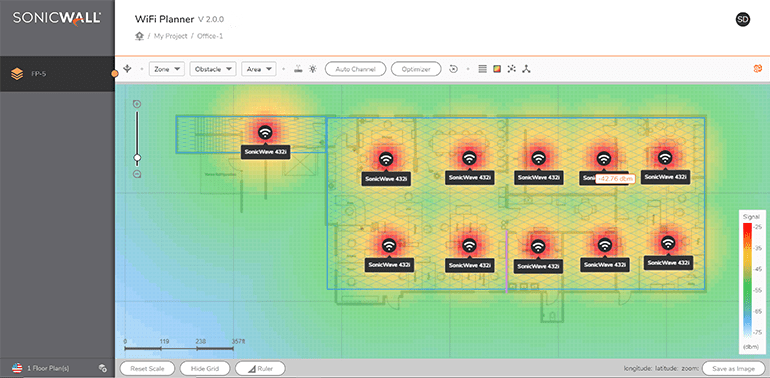 SONICWALL
WiFi Planner V 2.0.0
/ My Project / Office-1
SD
FP-5
Zone
Obstacle
Area
Auto Channel
Optimizer
SonicWave 432i
SonicWave 432i
SonicWave 432i
SonicWave 432i
-42.76 dBm
SonicWave 432i
SonicWave 432i
SonicWave 432i
SonicWave 432i
SonicWave 432i
SonicWave 432i
Signal
-25
-35
-45
-55
-65
-75
(dBm)
0 119 238 357ft
1 Floor Plan(s)
Reset Scale
Hide Grid
Ruler
longitude: latitude: zoom:
Save as Image